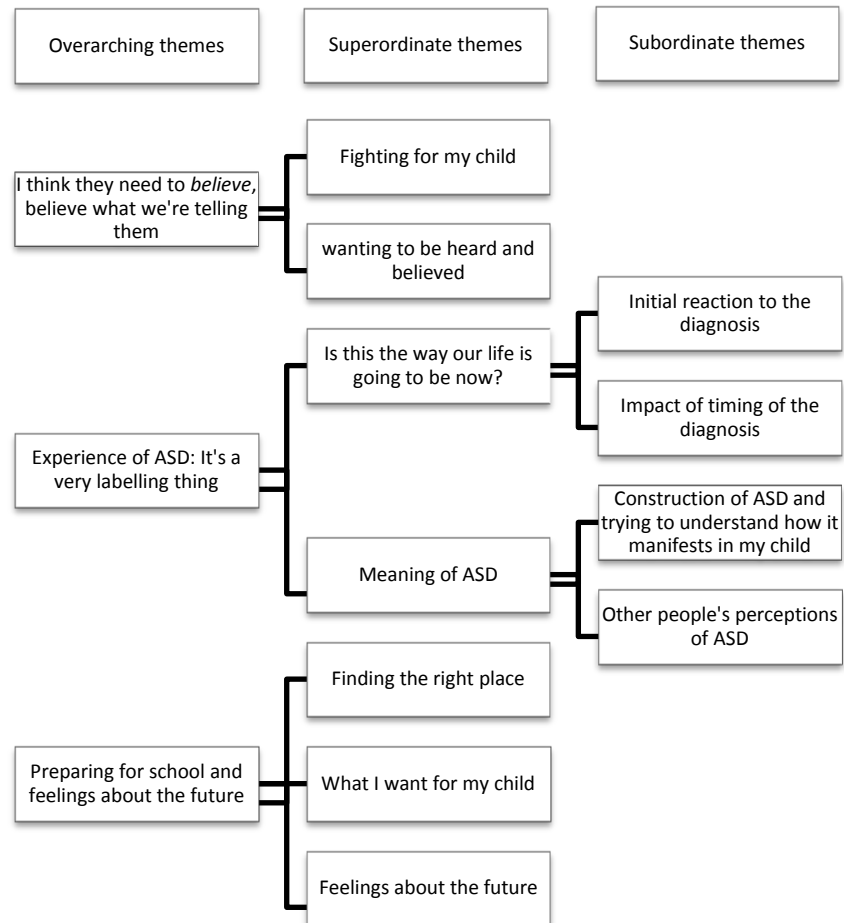 Overarching themes
Superordinate themes
Subordinate themes
I think they need to believe,
believe what we're telling
them
Fighting for my child
wanting to be heard and
believed
Experience of ASD: It's a
very labelling thing
Is this the way our life is
going to be now?
Initial reaction to the
diagnosis
Impact of timing of the
diagnosis
Meaning of ASD
Construction of ASD and
trying to understand how it
manifests in my child
Other people's perceptions
of ASD
Preparing for school and
feelings about the future
Finding the right place
What I want for my child
Feelings about the future